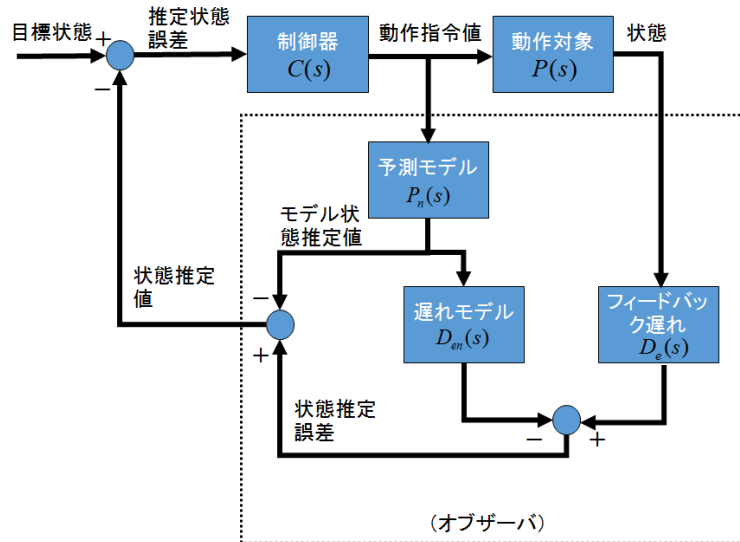 目標状態
+
−
推定状態
誤差
制御器
C(s)
動作指令値
動作対象
P(s)
状態
予測モデル
P_n(s)
モデル状
態推定値
状態推定
値
−
+
遅れモデル
D_en(s)
フィードバッ
ク遅れ
D_e(s)
状態推定
誤差
−
+
(オブザーバ)